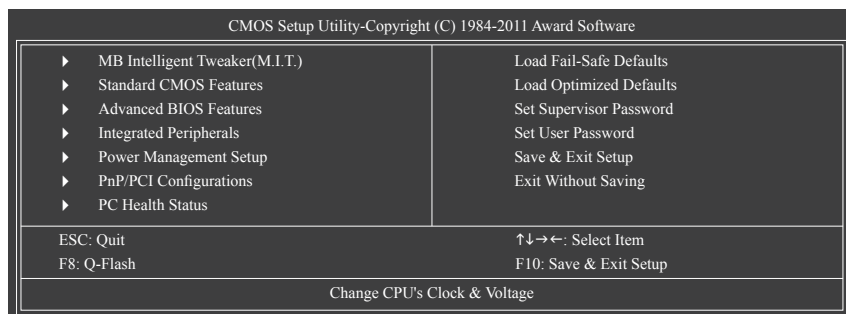 CMOS Setup Utility-Copyright (C) 1984-2011 Award Software
MB Intelligent Tweaker(M.I.T.)
Standard CMOS Features
Advanced BIOS Features
Integrated Peripherals
Power Management Setup
PnP/PCI Configurations
PC Health Status
Load Fail-Safe Defaults
Load Optimized Defaults
Set Supervisor Password
Set User Password
Save & Exit Setup
Exit Without Saving
ESC: Quit
F8: Q-Flash
↑↓→←: Select Item
F10: Save & Exit Setup
Change CPU's Clock & Voltage